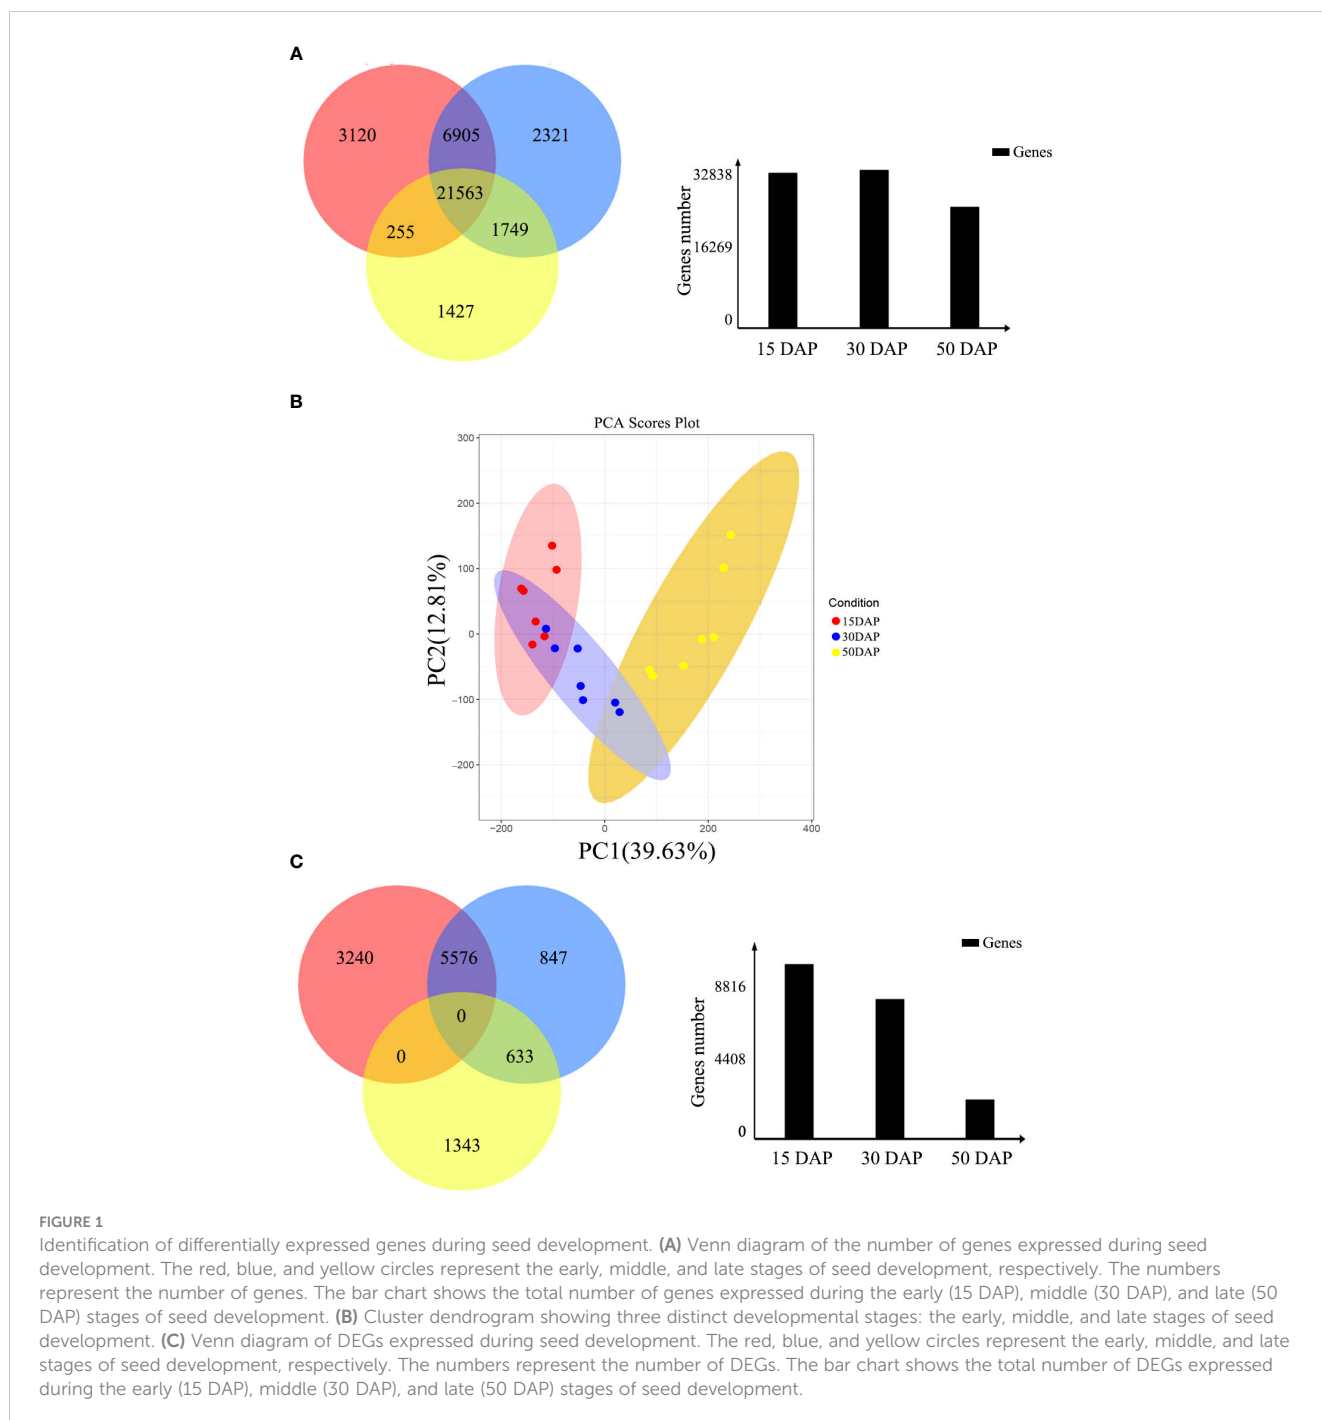 A
3120
6905
2321
21563
255
1749
1427
Genes
32838
16269
0
Genes number
15 DAP
30 DAP
50 DAP
B
PCA Scores Plot
300
200
100
0
−100
−200
PC2(12.81%)
−200
0
200
400
PC1(39.63%)
Condition
15DAP
30DAP
50DAP
C
3240
5576
847
0
0
633
1343
Genes
8816
4408
0
Genes number
15 DAP
30 DAP
50 DAP
FIGURE 1
Identification of differentially expressed genes during seed development. (A) Venn diagram of the number of genes expressed during seed
development. The red, blue, and yellow circles represent the early, middle, and late stages of seed development, respectively. The numbers
represent the number of genes. The bar chart shows the total number of genes expressed during the early (15 DAP), middle (30 DAP), and late (50
DAP) stages of seed development. (B) Cluster dendrogram showing three distinct developmental stages: the early, middle, and late stages of seed
development. (C) Venn diagram of DEGs expressed during seed development. The red, blue, and yellow circles represent the early, middle, and late
stages of seed development, respectively. The numbers represent the number of DEGs. The bar chart shows the total number of DEGs expressed
during the early (15 DAP), middle (30 DAP), and late (50 DAP) stages of seed development.